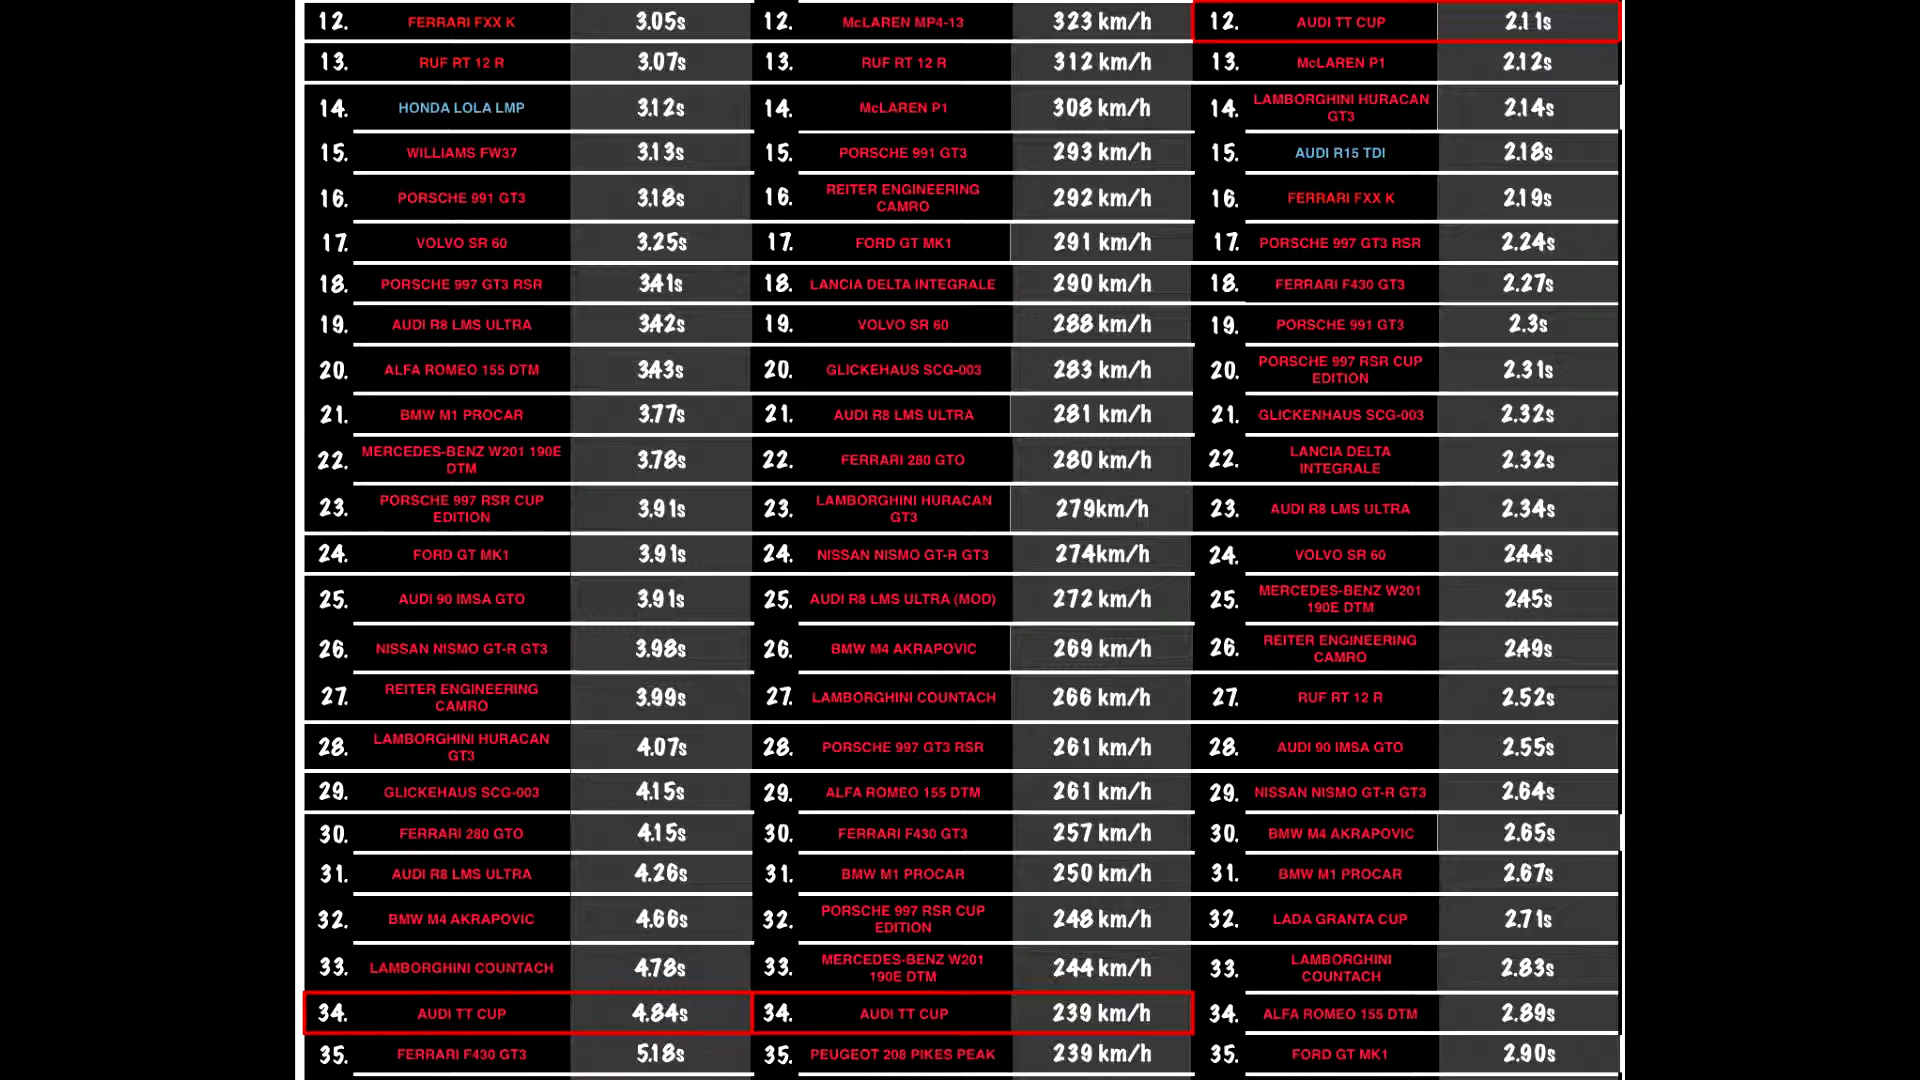 12. FERRARI FXX K 3.05s 12. McLAREN MP4-13 323 km/h 12. AUDI TT CUP 2.11s
13. RUF RT 12 R 3.07s 13. RUF RT 12 R 312 km/h 13. McLAREN P1 2.12s
14. HONDA LOLA LMP 3.12s 14. McLAREN P1 308 km/h 14. LAMBORGHINI HURACAN
GT3 2.14s
15. WILLIAMS FW37 3.13s 15. PORSCHE 991 GT3 293 km/h 15. AUDI R15 TDI 2.18s
16. PORSCHE 991 GT3 3.18s 16. REITER ENGINEERING
CAMRO 292 km/h 16. FERRARI FXX K 2.19s
17. VOLVO SR 60 3.25s 17. FORD GT MK1 291 km/h 17. PORSCHE 997 GT3 RSR 2.24s
18. PORSCHE 997 GT3 RSR 3.41s 18. LANCIA DELTA INTEGRALE 290 km/h 18. FERRARI F430 GT3 2.27s
19. AUDI R8 LMS ULTRA 3.42s 19. VOLVO SR 60 288 km/h 19. PORSCHE 991 GT3 2.3s
20. ALFA ROMEO 155 DTM 3.43s 20. GLICKEHAUS SCG-003 283 km/h 20. PORSCHE 997 RSR CUP
EDITION 2.31s
21. BMW M1 PROCAR 3.77s 21. AUDI R8 LMS ULTRA 281 km/h 21. GLICKENHAUS SCG-003 2.32s
22. MERCEDES-BENZ W201 190E
DTM 3.78s 22. FERRARI 280 GTO 280 km/h 22. LANCIA DELTA
INTEGRALE 2.32s
23. PORSCHE 997 RSR CUP
EDITION 3.91s 23. LAMBORGHINI HURACAN
GT3 279km/h 23. AUDI R8 LMS ULTRA 2.34s
24. FORD GT MK1 3.91s 24. NISSAN NISMO GT-R GT3 274km/h 24. VOLVO SR 60 2.44s
25. AUDI 90 IMSA GTO 3.91s 25. AUDI R8 LMS ULTRA (MOD) 272 km/h 25. MERCEDES-BENZ W201
190E DTM 2.45s
26. NISSAN NISMO GT-R GT3 3.98s 26. BMW M4 AKRAPOVIC 269 km/h 26. REITER ENGINEERING
CAMRO 2.49s
27. REITER ENGINEERING
CAMRO 3.99s 27. LAMBORGHINI COUNTACH 266 km/h 27. RUF RT 12 R 2.52s
28. LAMBORGHINI HURACAN
GT3 4.07s 28. PORSCHE 997 GT3 RSR 261 km/h 28. AUDI 90 IMSA GTO 2.55s
29. GLICKEHAUS SCG-003 4.15s 29. ALFA ROMEO 155 DTM 261 km/h 29. NISSAN NISMO GT-R GT3 2.64s
30. FERRARI 280 GTO 4.15s 30. FERRARI F430 GT3 257 km/h 30. BMW M4 AKRAPOVIC 2.65s
31. AUDI R8 LMS ULTRA 4.26s 31. BMW M1 PROCAR 250 km/h 31. BMW M1 PROCAR 2.67s
32. BMW M4 AKRAPOVIC 4.66s 32. PORSCHE 997 RSR CUP
EDITION 248 km/h 32. LADA GRANTA CUP 2.71s
33. LAMBORGHINI COUNTACH 4.78s 33. MERCEDES-BENZ W201
190E DTM 244 km/h 33. LAMBORGHINI
COUNTACH 2.83s
34. AUDI TT CUP 4.84s 34. AUDI TT CUP 239 km/h 34. ALFA ROMEO 155 DTM 2.89s
35. FERRARI F430 GT3 5.18s 35. PEUGEOT 208 PIKES PEAK 239 km/h 35. FORD GT MK1 2.90s